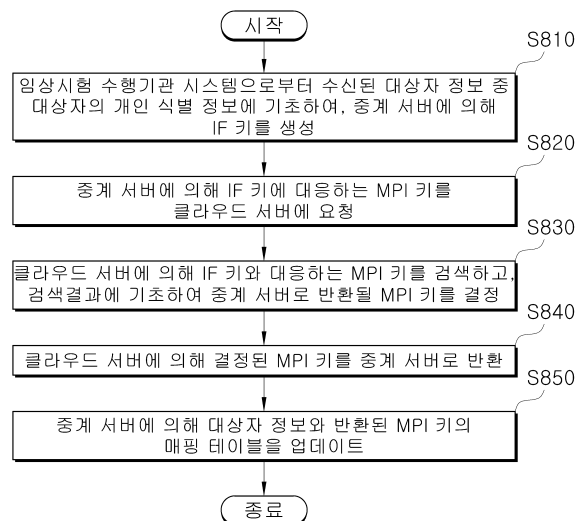 시작
S810
임상시험 수행기관 시스템으로부터 수신된 대상자 정보 중
대상자의 개인 식별 정보에 기초하여, 중계 서버에 의해
IF 키를 생성
S820
중계 서버에 의해 IF 키에 대응하는 MPI 키를
클라우드 서버에 요청
S830
클라우드 서버에 의해 IF 키와 대응하는 MPI 키를 검색하고,
검색결과에 기초하여 중계 서버로 반환될 MPI 키를 결정
S840
클라우드 서버에 의해 결정된 MPI 키를 중계 서버로 반환
S850
중계 서버에 의해 대상자 정보와 반환된 MPI 키의
매핑 테이블을 업데이트
종료